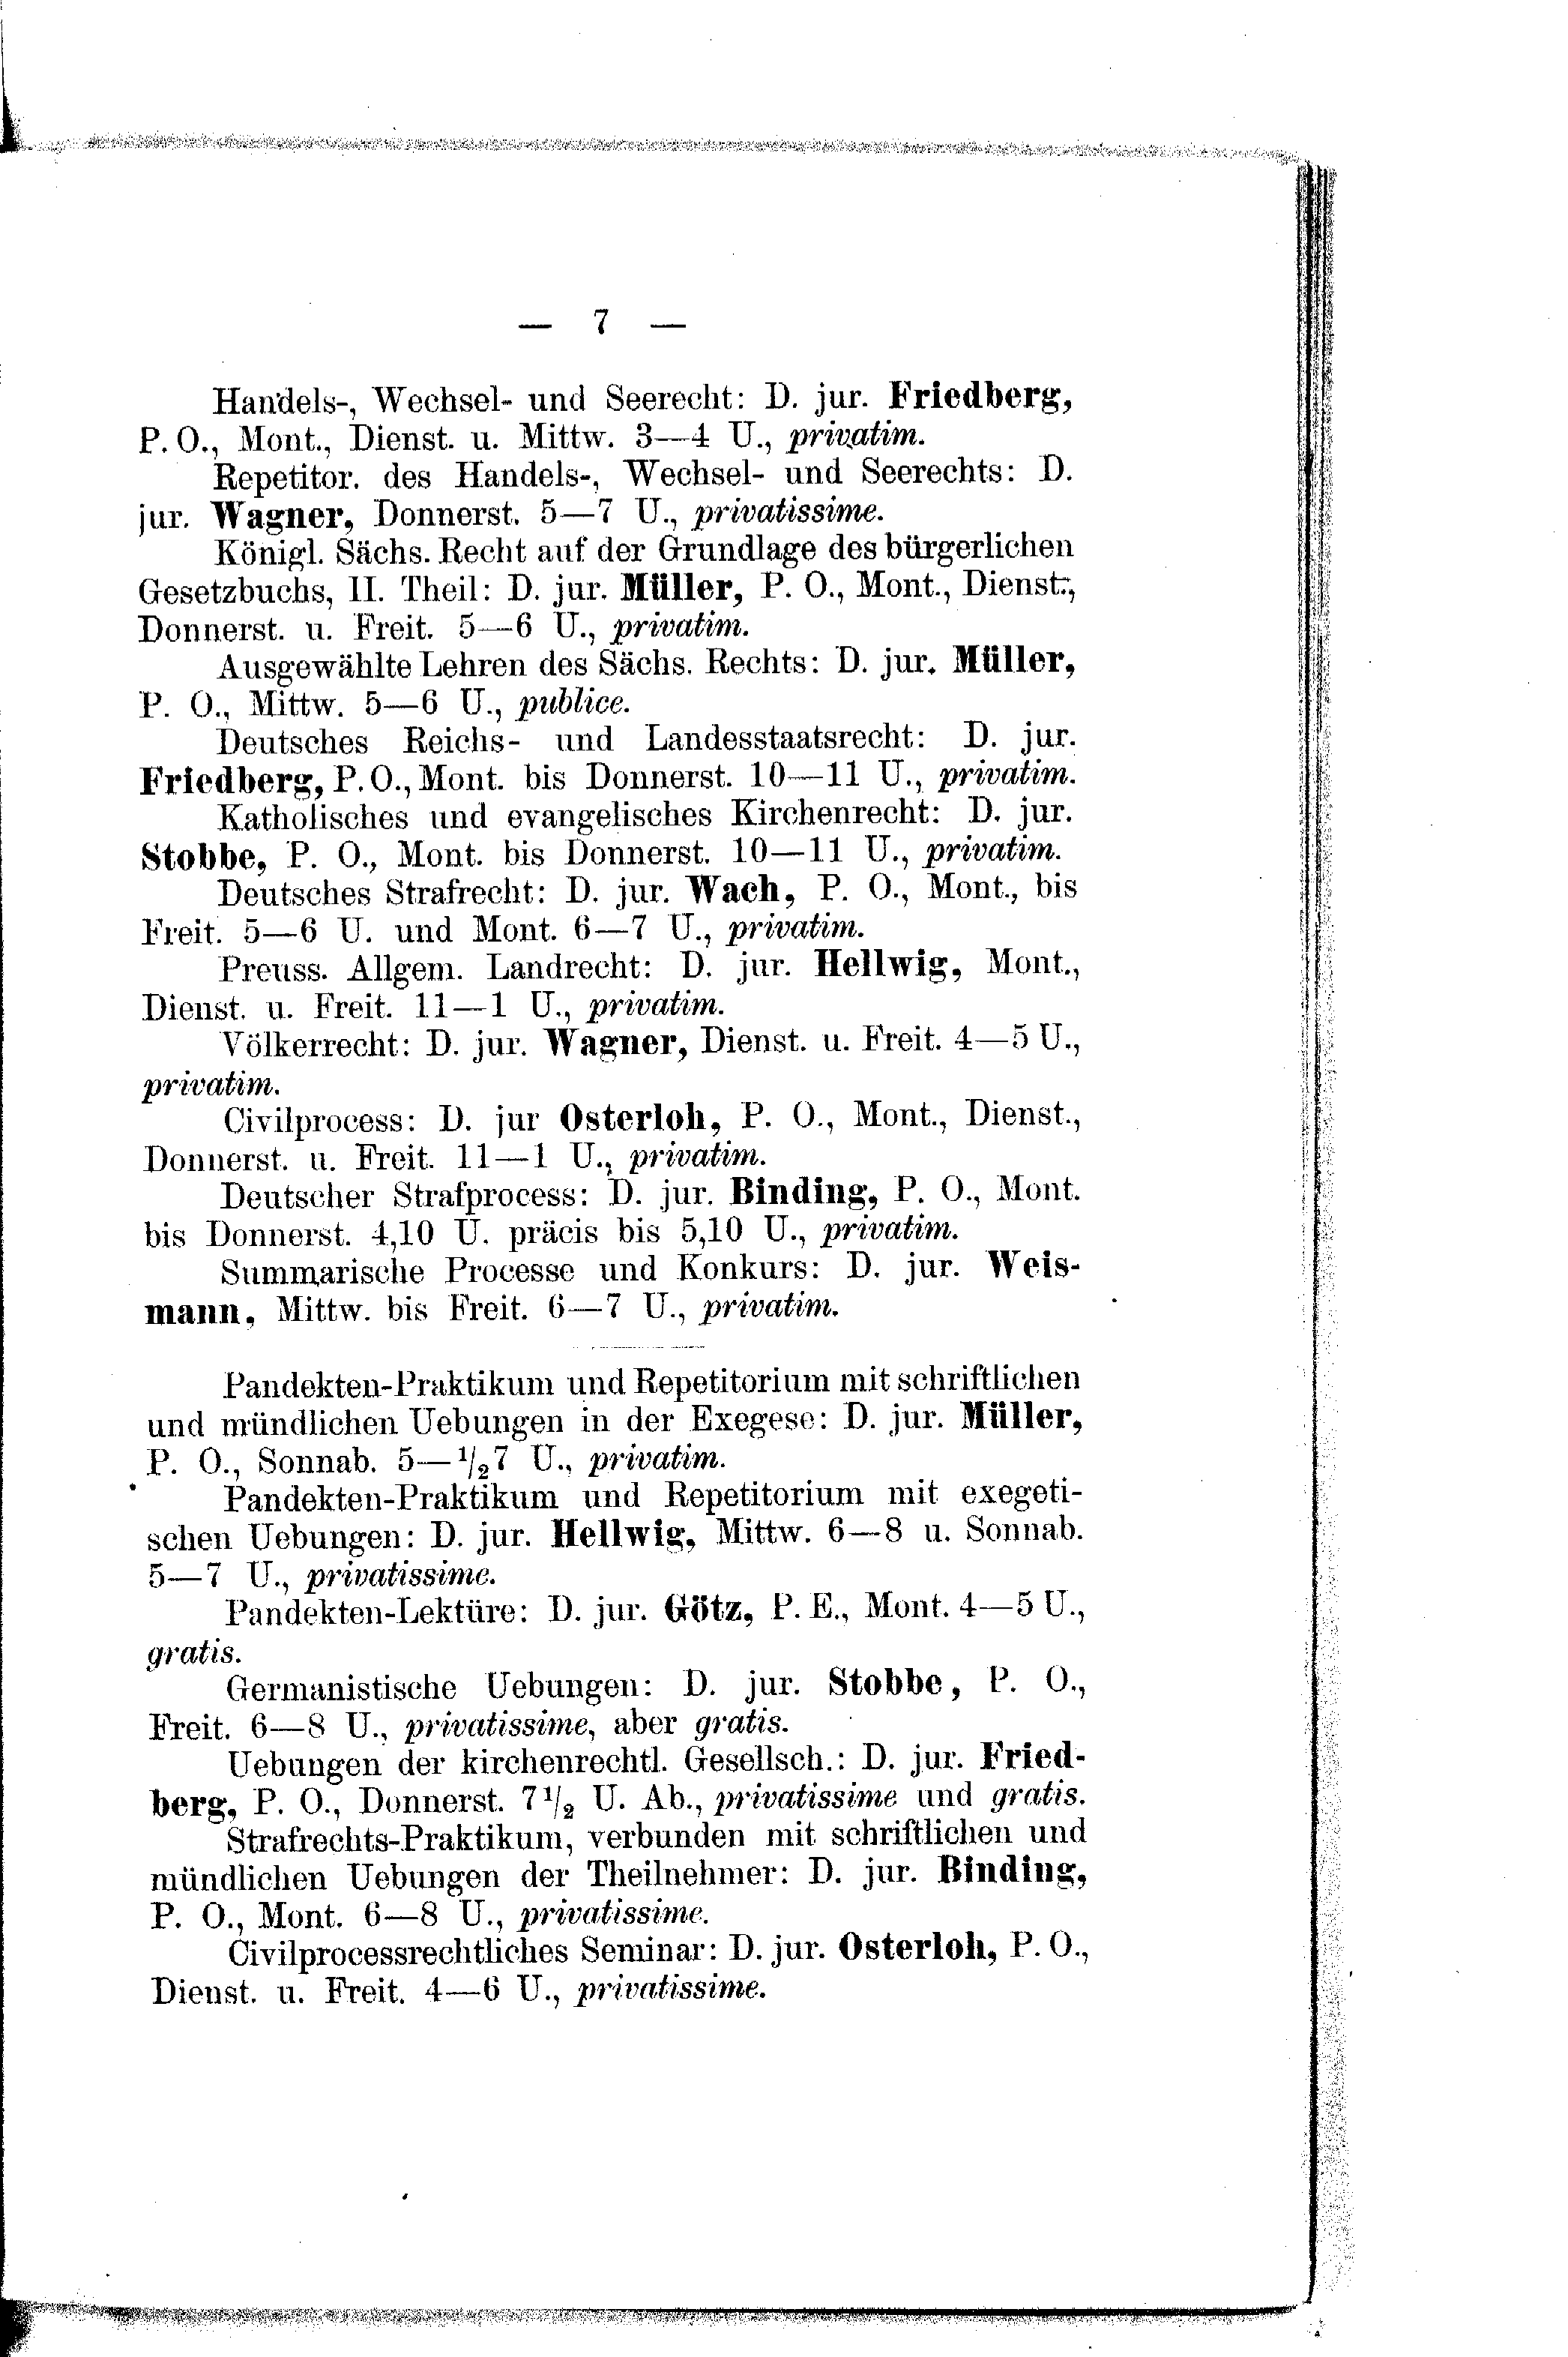 — 7 —
Handels-, Wechsel- und Seerecht: D. jur. Friedberg,
P. O., Mont., Dienst. u. Mittw. 3—4 U., privatim.
Repetitor. des Handels-, Wechsel- und Seerechts: D.
jur. Wagner, Donnerst. 5—7 U., privatissime.
Königl. Sächs. Recht auf der Grundlage des bürgerlichen
Gesetzbuchs, II. Theil: D. jur. Müller, P. O., Mont., Dienst.,
Donnerst. u. Freit. 5—6 U., privatim.
Ausgewählte Lehren des Sächs. Rechts: D. jur. Müller,
P. O., Mittw. 5—6 U., publice.
Deutsches Reichs- und Landesstaatsrecht: D. jur.
Friedberg, P. O., Mont. bis Donnerst. 10—11 U., privatim.
Katholisches und evangelisches Kirchenrecht: D. jur.
Stobbe, P. O., Mont. bis Donnerst. 10—11 U., privatim.
Deutsches Strafrecht: D. jur. Wach, P. O., Mont., bis
Freit. 5—6 U. und Mont. 6—7 U., privatim.
Preuss. Allgem. Landrecht: D. jur. Hellwig, Mont.,
Dienst. u. Freit. 11—1 U., privatim.
Völkerrecht: D. jur. Wagner, Dienst. u. Freit. 4—5 U.,
privatim.
Civilprocess: D. jur Osterloh, P. O., Mont., Dienst.,
Donnerst. u. Freit. 11—1 U., privatim.
Deutscher Strafprocess: D. jur. Binding, P. O., Mont.
bis Donnerst. 4,10 U. präcis bis 5,10 U., privatim.
Summarische Processe und Konkurs: D. jur. Weis-
mann, Mittw. bis Freit. 6—7 U., privatim.
Pandekten-Praktikum und Repetitorium mit schriftlichen
und mündlichen Uebungen in der Exegese: D. jur. Müller,
P. O., Sonnab. 5—1/2 7 U., privatim.
Pandekten-Praktikum und Repetitorium mit exegeti-
schen Uebungen: D. jur. Hellwig, Mittw. 6—8 u. Sonnab.
5—7 U., privatissime.
Pandekten-Lektüre: D. jur. Götz, P. E., Mont. 4—5 U.,
gratis.
Germanistische Uebungen: D. jur. Stobbe, P. O.,
Freit. 6—8 U., privatissime, aber gratis.
Uebungen der kirchenrechtl. Gesellsch.: D. jur. Fried-
berg, P. O., Donnerst. 7 1/2 U. Ab., privatissime und gratis.
Strafrechts-Praktikum, verbunden mit schriftlichen und
mündlichen Uebungen der Theilnehmer: D. jur. Binding,
P. O., Mont. 6—8 U., privatissime.
Civilprocessrechtliches Seminar: D. jur. Osterloh, P. O.,
Dienst. u. Freit. 4—6 U., privatissime.